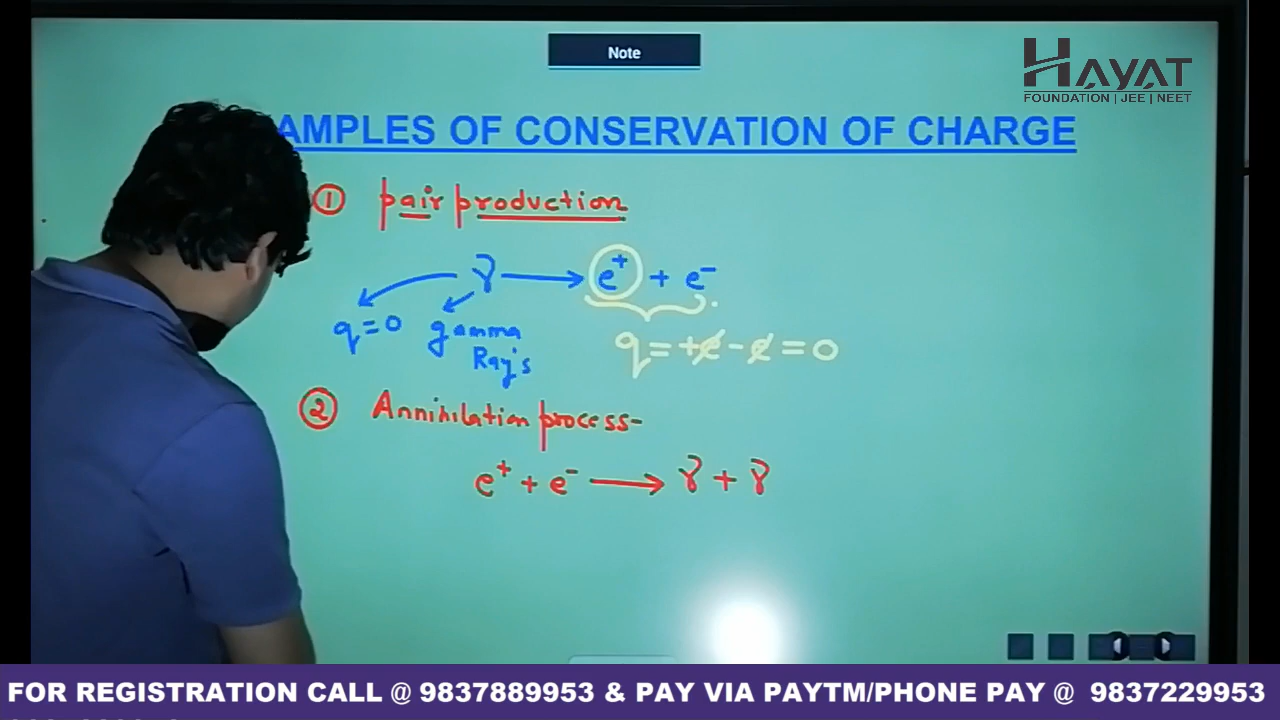 Note
HAYAT
FOUNDATION | JEE | NEET
AMPLES OF CONSERVATION OF CHARGE
① pair production
γ → e⁺ + e⁻
q = 0 gamma
Ray's
q = +e - e = 0
② Annihilation process-
e⁺ + e⁻ → γ + γ
FOR REGISTRATION CALL @ 9837889953 & PAY VIA PAYTM/PHONE PAY @ 9837229953